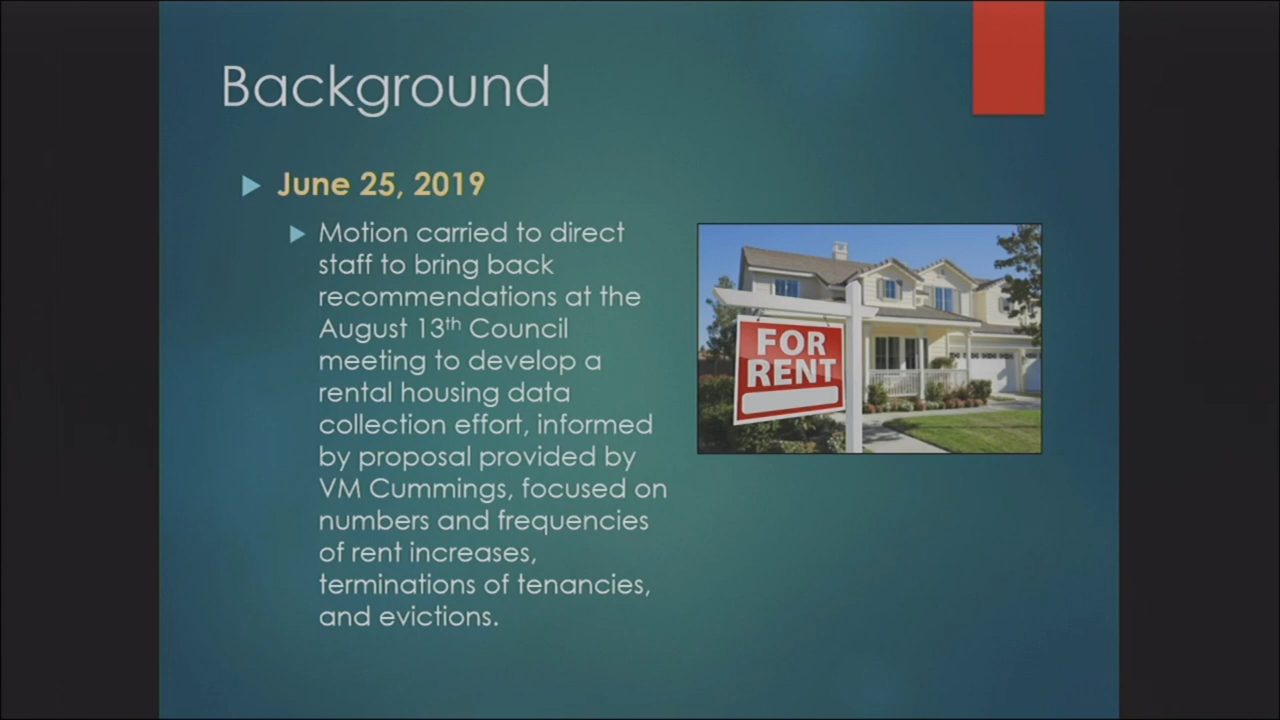 Background
June 25, 2019
Motion carried to direct
staff to bring back
recommendations at the
August 13th Council
meeting to develop a
rental housing data
collection effort, informed
by proposal provided by
VM Cummings, focused on
numbers and frequencies
of rent increases,
terminations of tenancies,
and evictions.
FOR
RENT